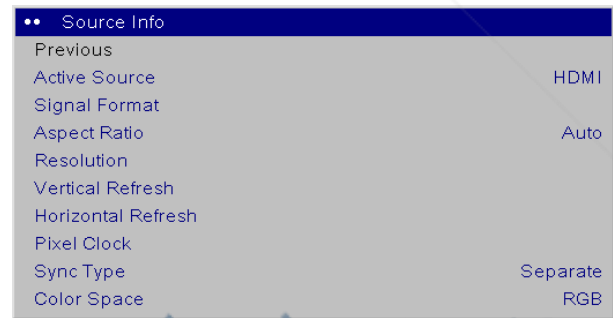 •• Source Info
Previous
Active Source HDMI
Signal Format
Aspect Ratio Auto
Resolution
Vertical Refresh
Horizontal Refresh
Pixel Clock
Sync Type Separate
Color Space RGB